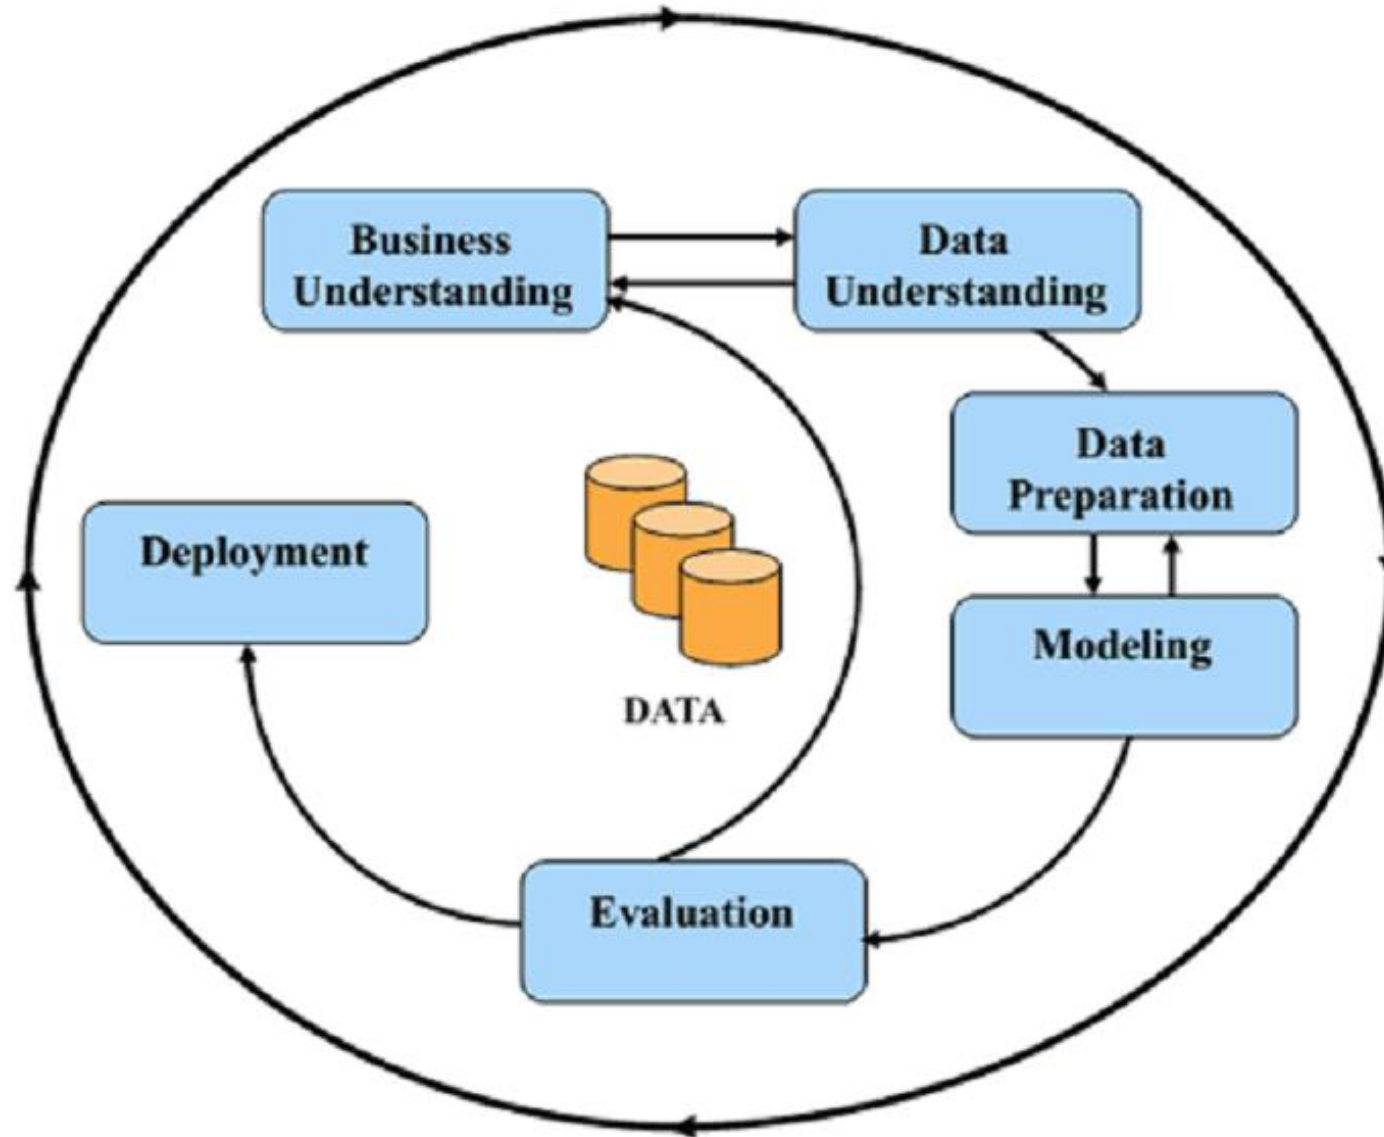 Business
Understanding
Data
Understanding
Data
Preparation
Deployment
Modeling
DATA
Evaluation